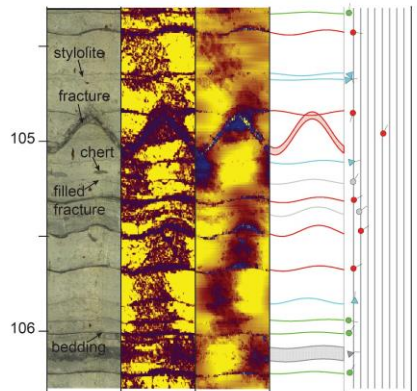 stylolite
fracture
105
chert
filled
fracture
106
bedding